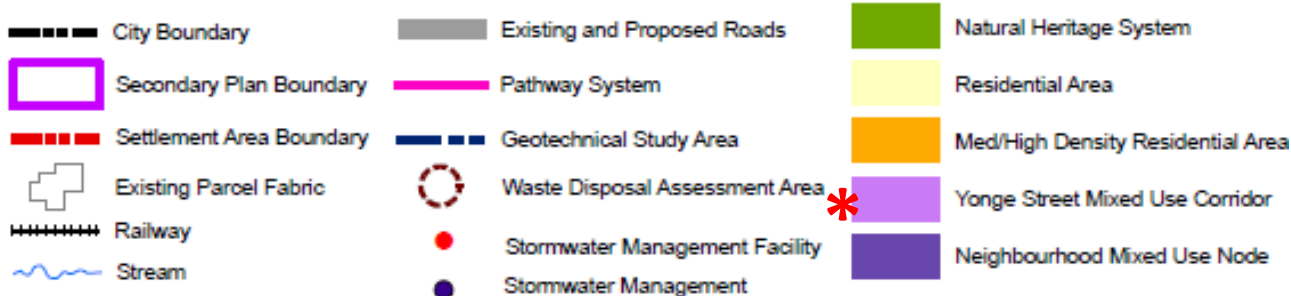 City Boundary
Secondary Plan Boundary
Settlement Area Boundary
Existing Parcel Fabric
Railway
Stream
Existing and Proposed Roads
Pathway System
Geotechnical Study Area
Waste Disposal Assessment Area
Stormwater Management Facility
Stormwater Management
Natural Heritage System
Residential Area
Med/High Density Residential Area
* Yonge Street Mixed Use Corridor
Neighbourhood Mixed Use Node